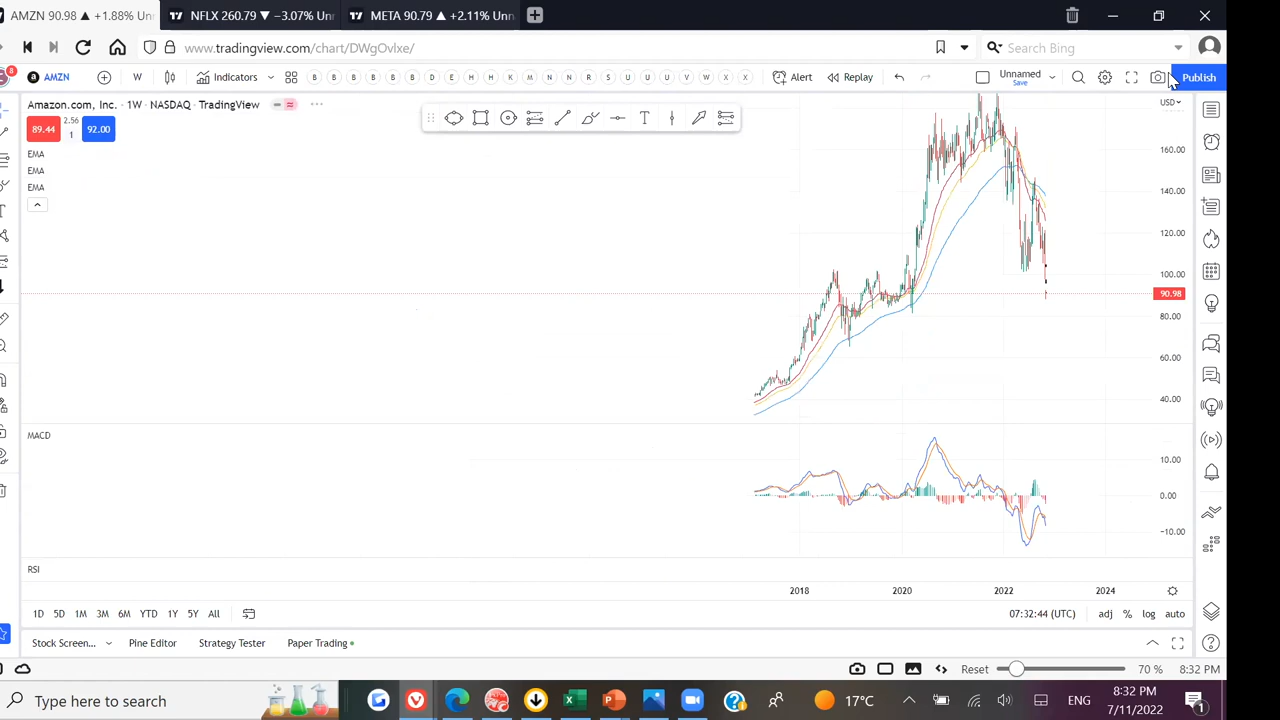 AMZN 90.98 ▲ +1.88% Un
NFLX 260.79 ▼ −3.07% Un
META 90.79 ▲ +2.11% Unn
www.tradingview.com/chart/DWgOvlxe/
Search Bing
8
a AMZN
W
Indicators
B B B B B D E H H K M N N R S U U U V W X X
Alert
Replay
Unnamed
Save
Publish
Amazon.com, Inc. · 1W · NASDAQ · TradingView
USD
89.44
2.56
1
92.00
EMA
EMA
EMA
160.00
140.00
120.00
100.00
90.98
80.00
60.00
40.00
MACD
10.00
0.00
−10.00
RSI
2018
2020
2022
2024
1D 5D 1M 3M 6M YTD 1Y 5Y All
07:32:44 (UTC)
adj % log auto
Stock Screen...
Pine Editor
Strategy Tester
Paper Trading
Reset
70 %
8:32 PM
Type here to search
17°C
ENG
8:32 PM
7/11/2022
1